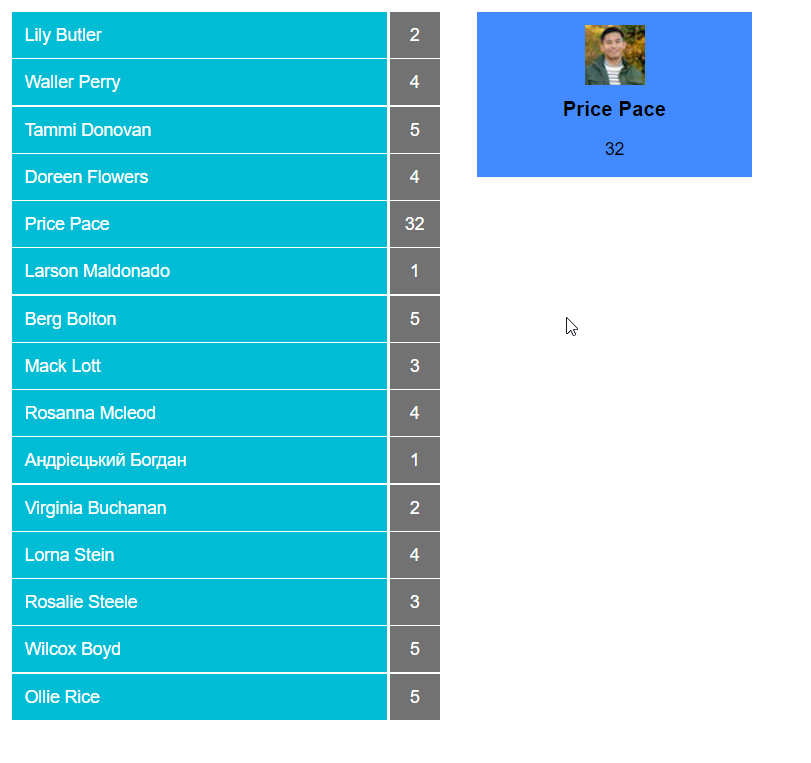 Lily Butler 2
Waller Perry 4
Tammi Donovan 5
Doreen Flowers 4
Price Pace 32
Larson Maldonado 1
Berg Bolton 5
Mack Lott 3
Rosanna Mcleod 4
Андрієцький Богдан 1
Virginia Buchanan 2
Lorna Stein 4
Rosalie Steele 3
Wilcox Boyd 5
Ollie Rice 5
Price Pace
32